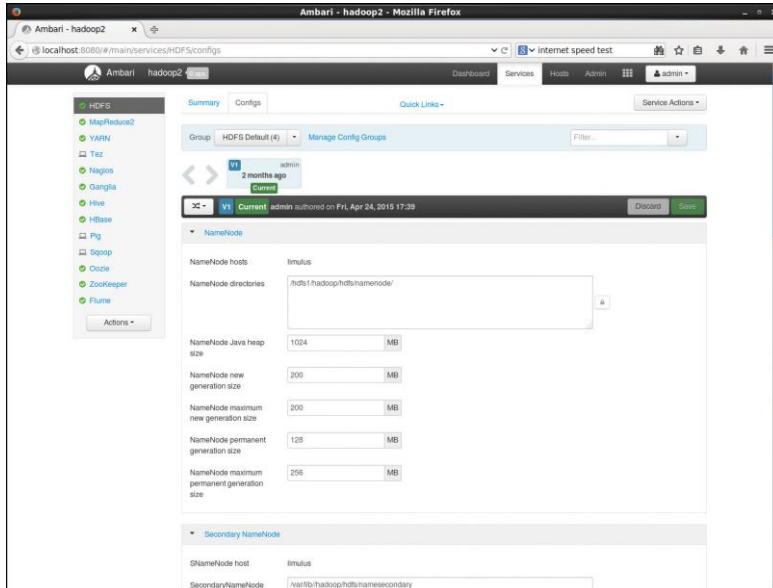 Ambari - hadoop2 - Mozilla Firefox
Ambari - hadoop2
localhost:8080/#/main/services/HDFS/configs
internet speed test
Ambari hadoop2 0 ops Dashboard Services Hosts Admin admin
HDFS
MapReduce2
YARN
Tez
Nagios
Ganglia
Hive
HBase
Pig
Sqoop
Oozie
ZooKeeper
Flume
Actions
Summary Configs Quick Links Service Actions
Group HDFS Default (4) Manage Config Groups Filter...
V1 admin
2 months ago
Current
V1 Current admin authored on Fri, Apr 24, 2015 17:39 Discard Save
NameNode
NameNode hosts limulus
NameNode directories /hdfs1/hadoop/hdfs/namenode/
NameNode Java heap 1024 MB
size
NameNode new 200 MB
generation size
NameNode maximum 200 MB
new generation size
NameNode permanent 128 MB
generation size
NameNode maximum 256 MB
permanent generation
size
Secondary NameNode
SNameNode host limulus
SecondaryNameNode /var/lib/hadoop/hdfs/namesecondary